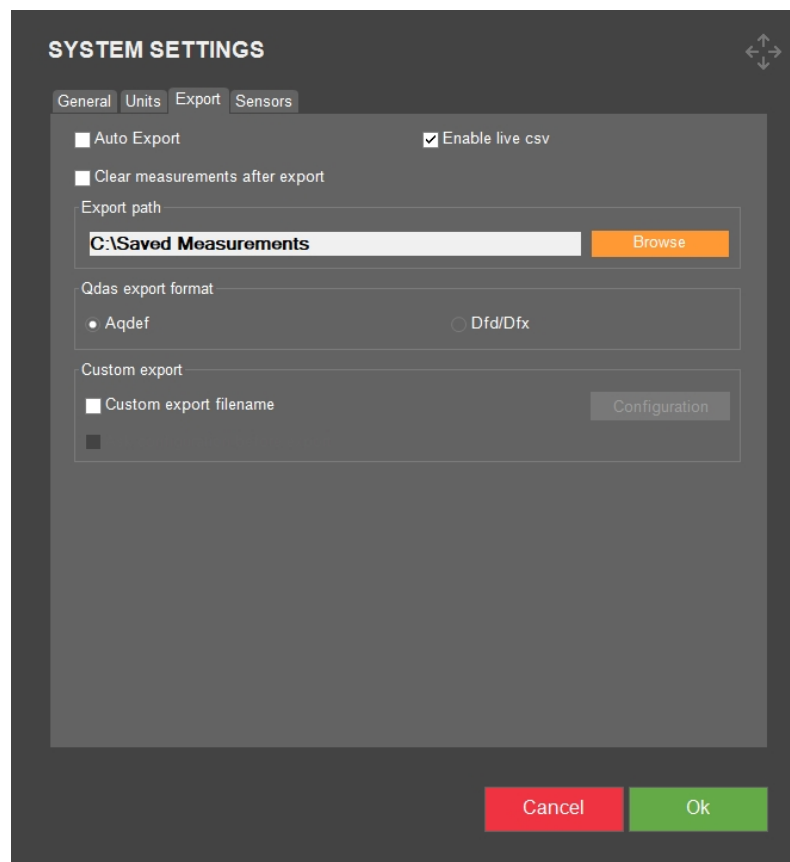 SYSTEM SETTINGS
General Units Export Sensors
Auto Export Enable live csv
Clear measurements after export
Export path
C:\Saved Measurements Browse
Qdas export format
Aqdef Dfd/Dfx
Custom export
Custom export filename Configuration
Cancel Ok